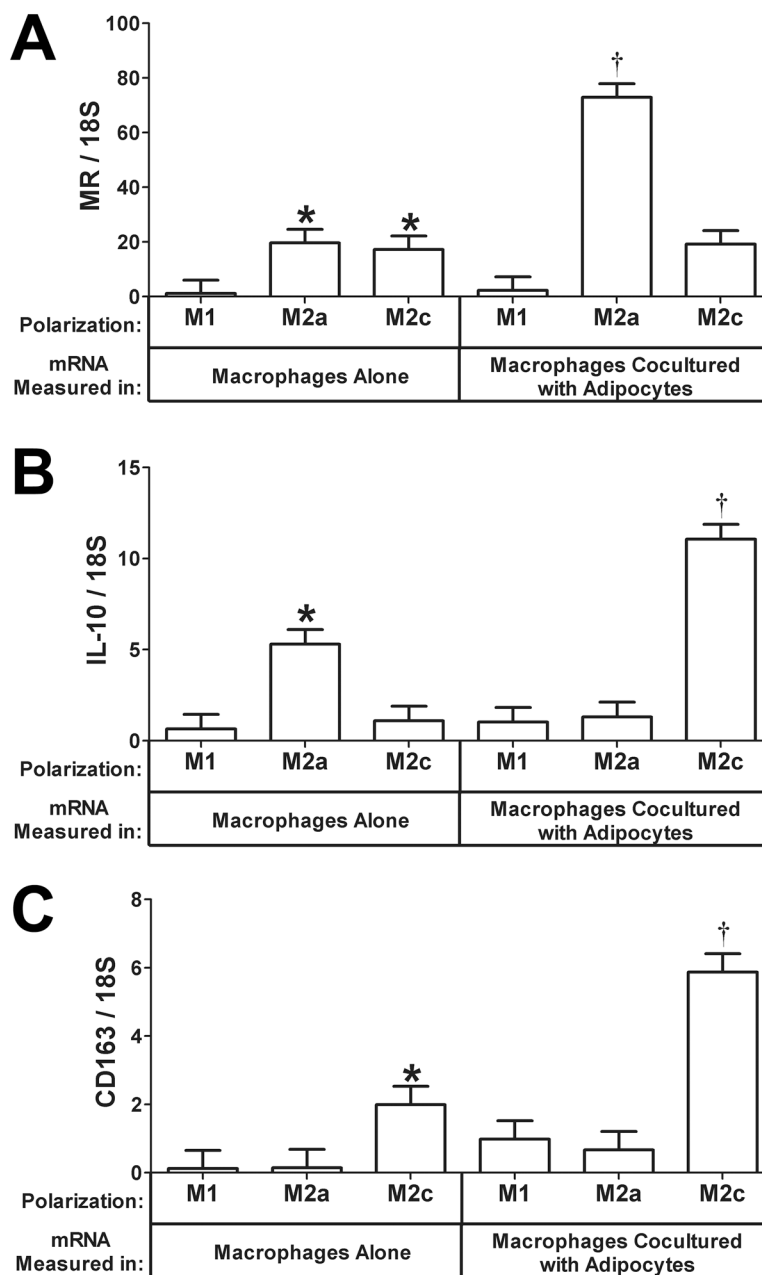 A
MR / 18S
100
80
60
40
20
0
*
*
†
Polarization:
M1
M2a
M2c
M1
M2a
M2c
mRNA
Measured in:
Macrophages Alone
Macrophages Cocultured
with Adipocytes
B
IL-10 / 18S
15
10
5
0
*
†
Polarization:
M1
M2a
M2c
M1
M2a
M2c
mRNA
Measured in:
Macrophages Alone
Macrophages Cocultured
with Adipocytes
C
CD163 / 18S
8
6
4
2
0
*
†
Polarization:
M1
M2a
M2c
M1
M2a
M2c
mRNA
Measured in:
Macrophages Alone
Macrophages Cocultured
with Adipocytes